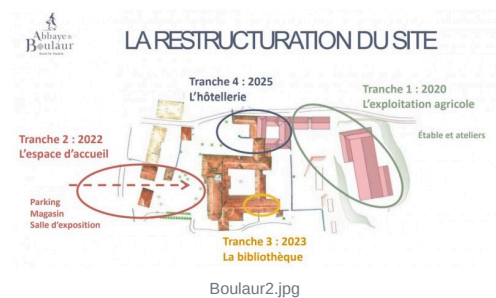 Abbaye de
Boulaur
LA RESTRUCTURATION DU SITE
Tranche 4 : 2025
L'hôtellerie
Tranche 1 : 2020
L'exploitation agricole
Étable et ateliers
Tranche 2 : 2022
L'espace d'accueil
Parking
Magasin
Salle d'exposition
Tranche 3 : 2023
La bibliothèque
Boulaur2.jpg